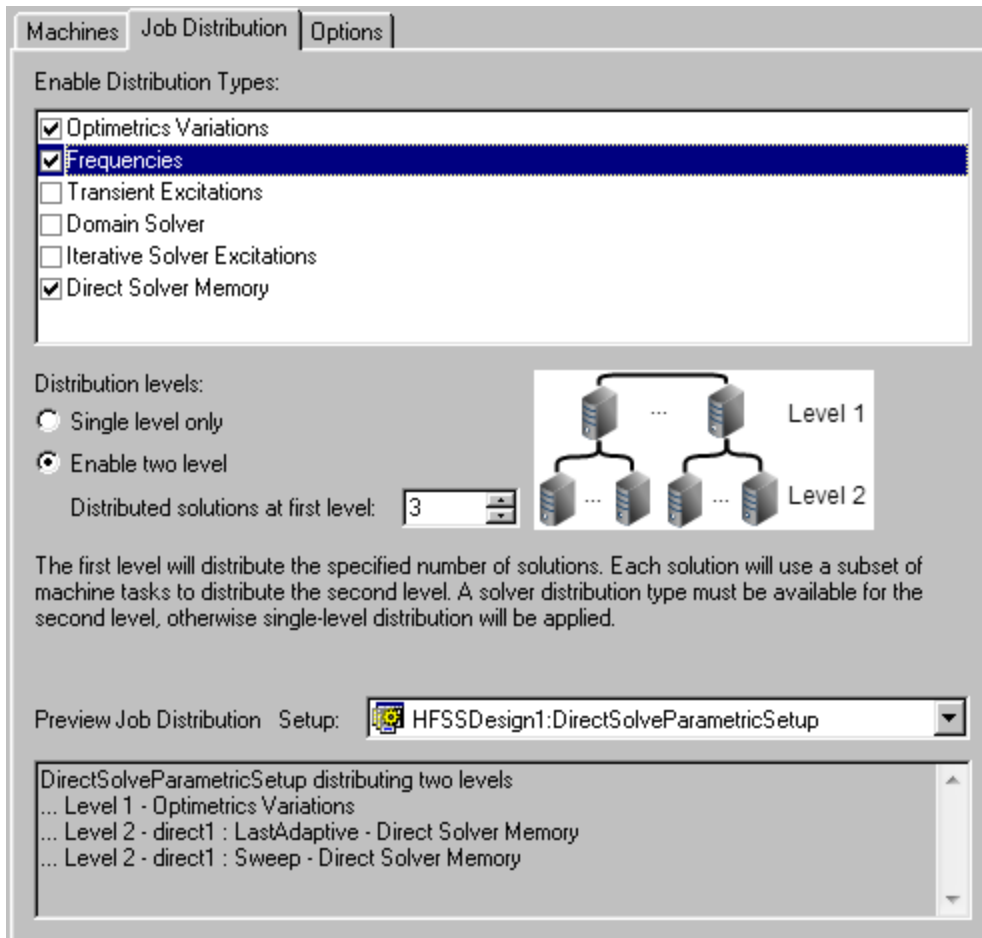 Machines Job Distribution Options
Enable Distribution Types:
Optimetrics Variations
Frequencies
Transient Excitations
Domain Solver
Iterative Solver Excitations
Direct Solver Memory
Distribution levels:
Single level only
Enable two level
Distributed solutions at first level: 3
... Level 1
... ... Level 2
The first level will distribute the specified number of solutions. Each solution will use a subset of
machine tasks to distribute the second level. A solver distribution type must be available for the
second level, otherwise single-level distribution will be applied.
Preview Job Distribution Setup: HFSSDesign1:DirectSolveParametricSetup
DirectSolveParametricSetup distributing two levels
... Level 1 - Optimetrics Variations
... Level 2 - direct1 : LastAdaptive - Direct Solver Memory
... Level 2 - direct1 : Sweep - Direct Solver Memory